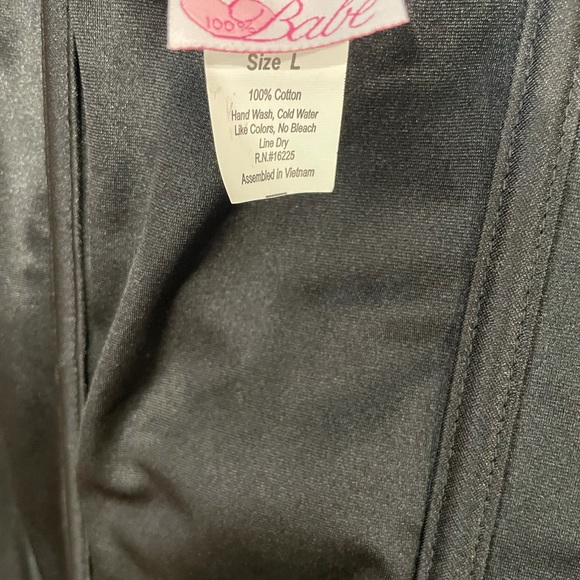 100%
Babe
Size L
100% Cotton
Hand Wash, Cold Water
Like Colors, No Bleach
Line Dry
R.N.#16225
Assembled in Vietnam